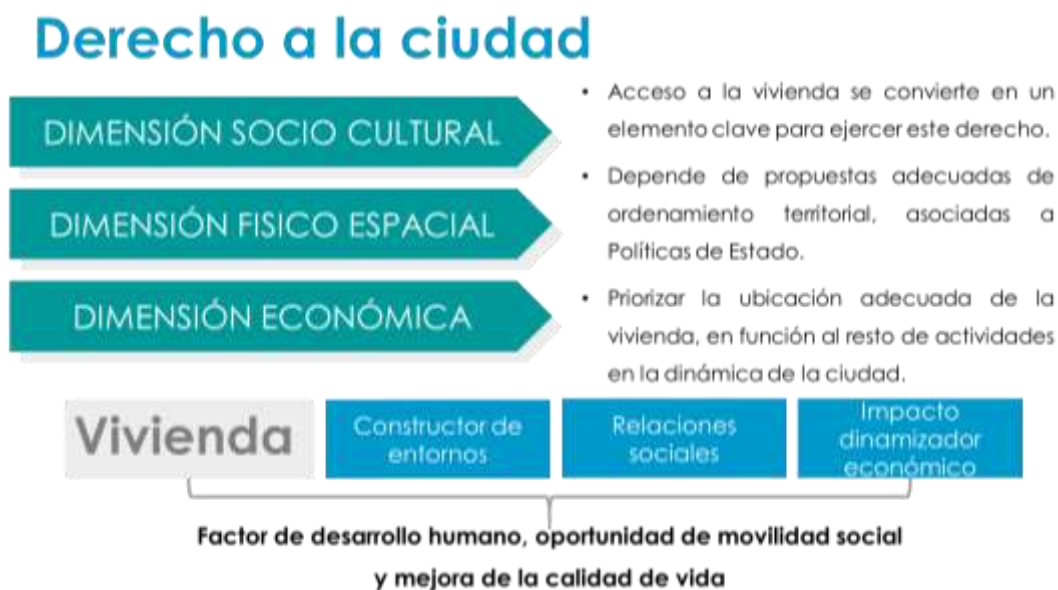 Derecho a la ciudad
DIMENSIÓN SOCIO CULTURAL
DIMENSIÓN FISICO ESPACIAL
DIMENSIÓN ECONÓMICA
• Acceso a la vivienda se convierte en un
elemento clave para ejercer este derecho.
• Depende de propuestas adecuadas de
ordenamiento territorial, asociadas a
Políticas de Estado.
• Priorizar la ubicación adecuada de la
vivienda, en función al resto de actividades
en la dinámica de la ciudad.
Vivienda
Constructor de
entornos
Relaciones
sociales
Impacto
dinamizador
económico
Factor de desarrollo humano, oportunidad de movilidad social
y mejora de la calidad de vida